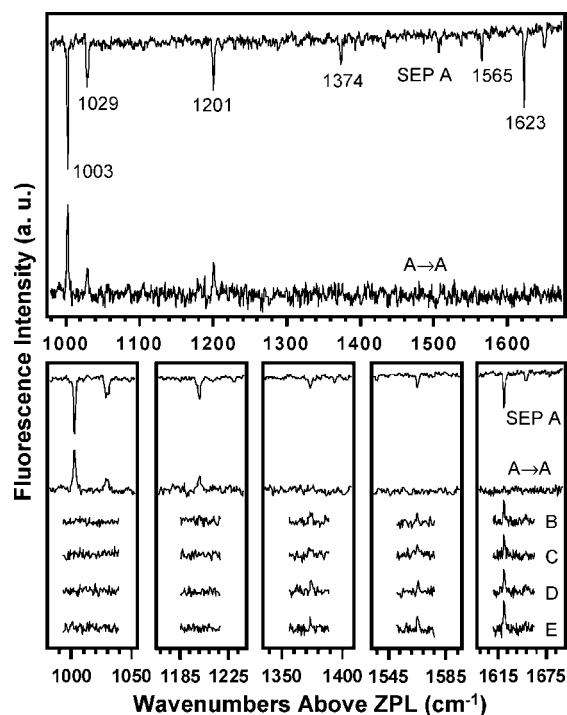 Fluorescence Intensity (a. u.)
1003
1029
1201
1374
SEP A
1565
1623
A→A
1000 1100 1200 1300 1400 1500 1600
SEP A
A→A
B
C
D
E
1000 1050 1185 1225 1350 1400 1545 1585 1615 1675
Wavenumbers Above ZPL (cm-1)